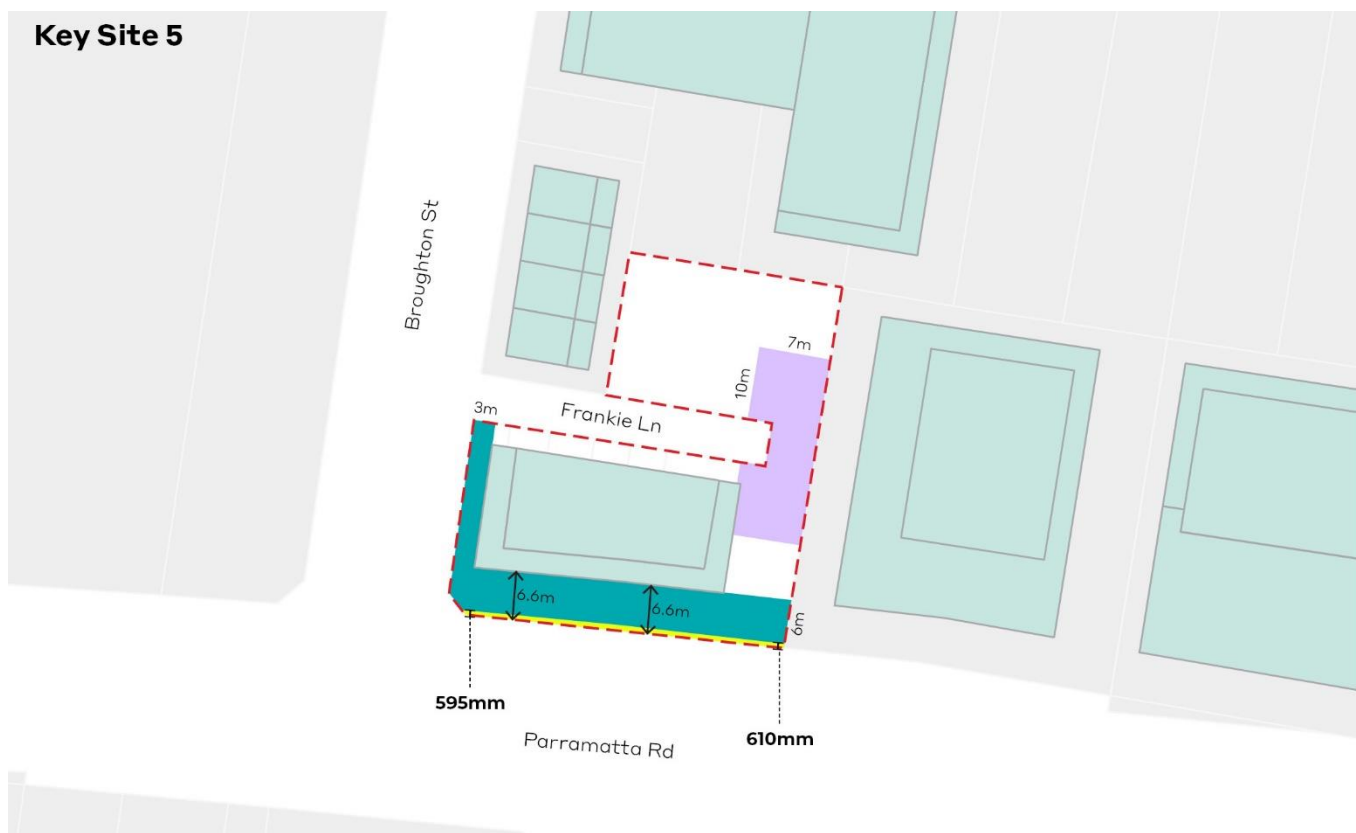 Key Site 5
Broughton St
7m
10m
3m
Frankie Ln
6.6m
6.6m
6m
595mm
610mm
Parramatta Rd